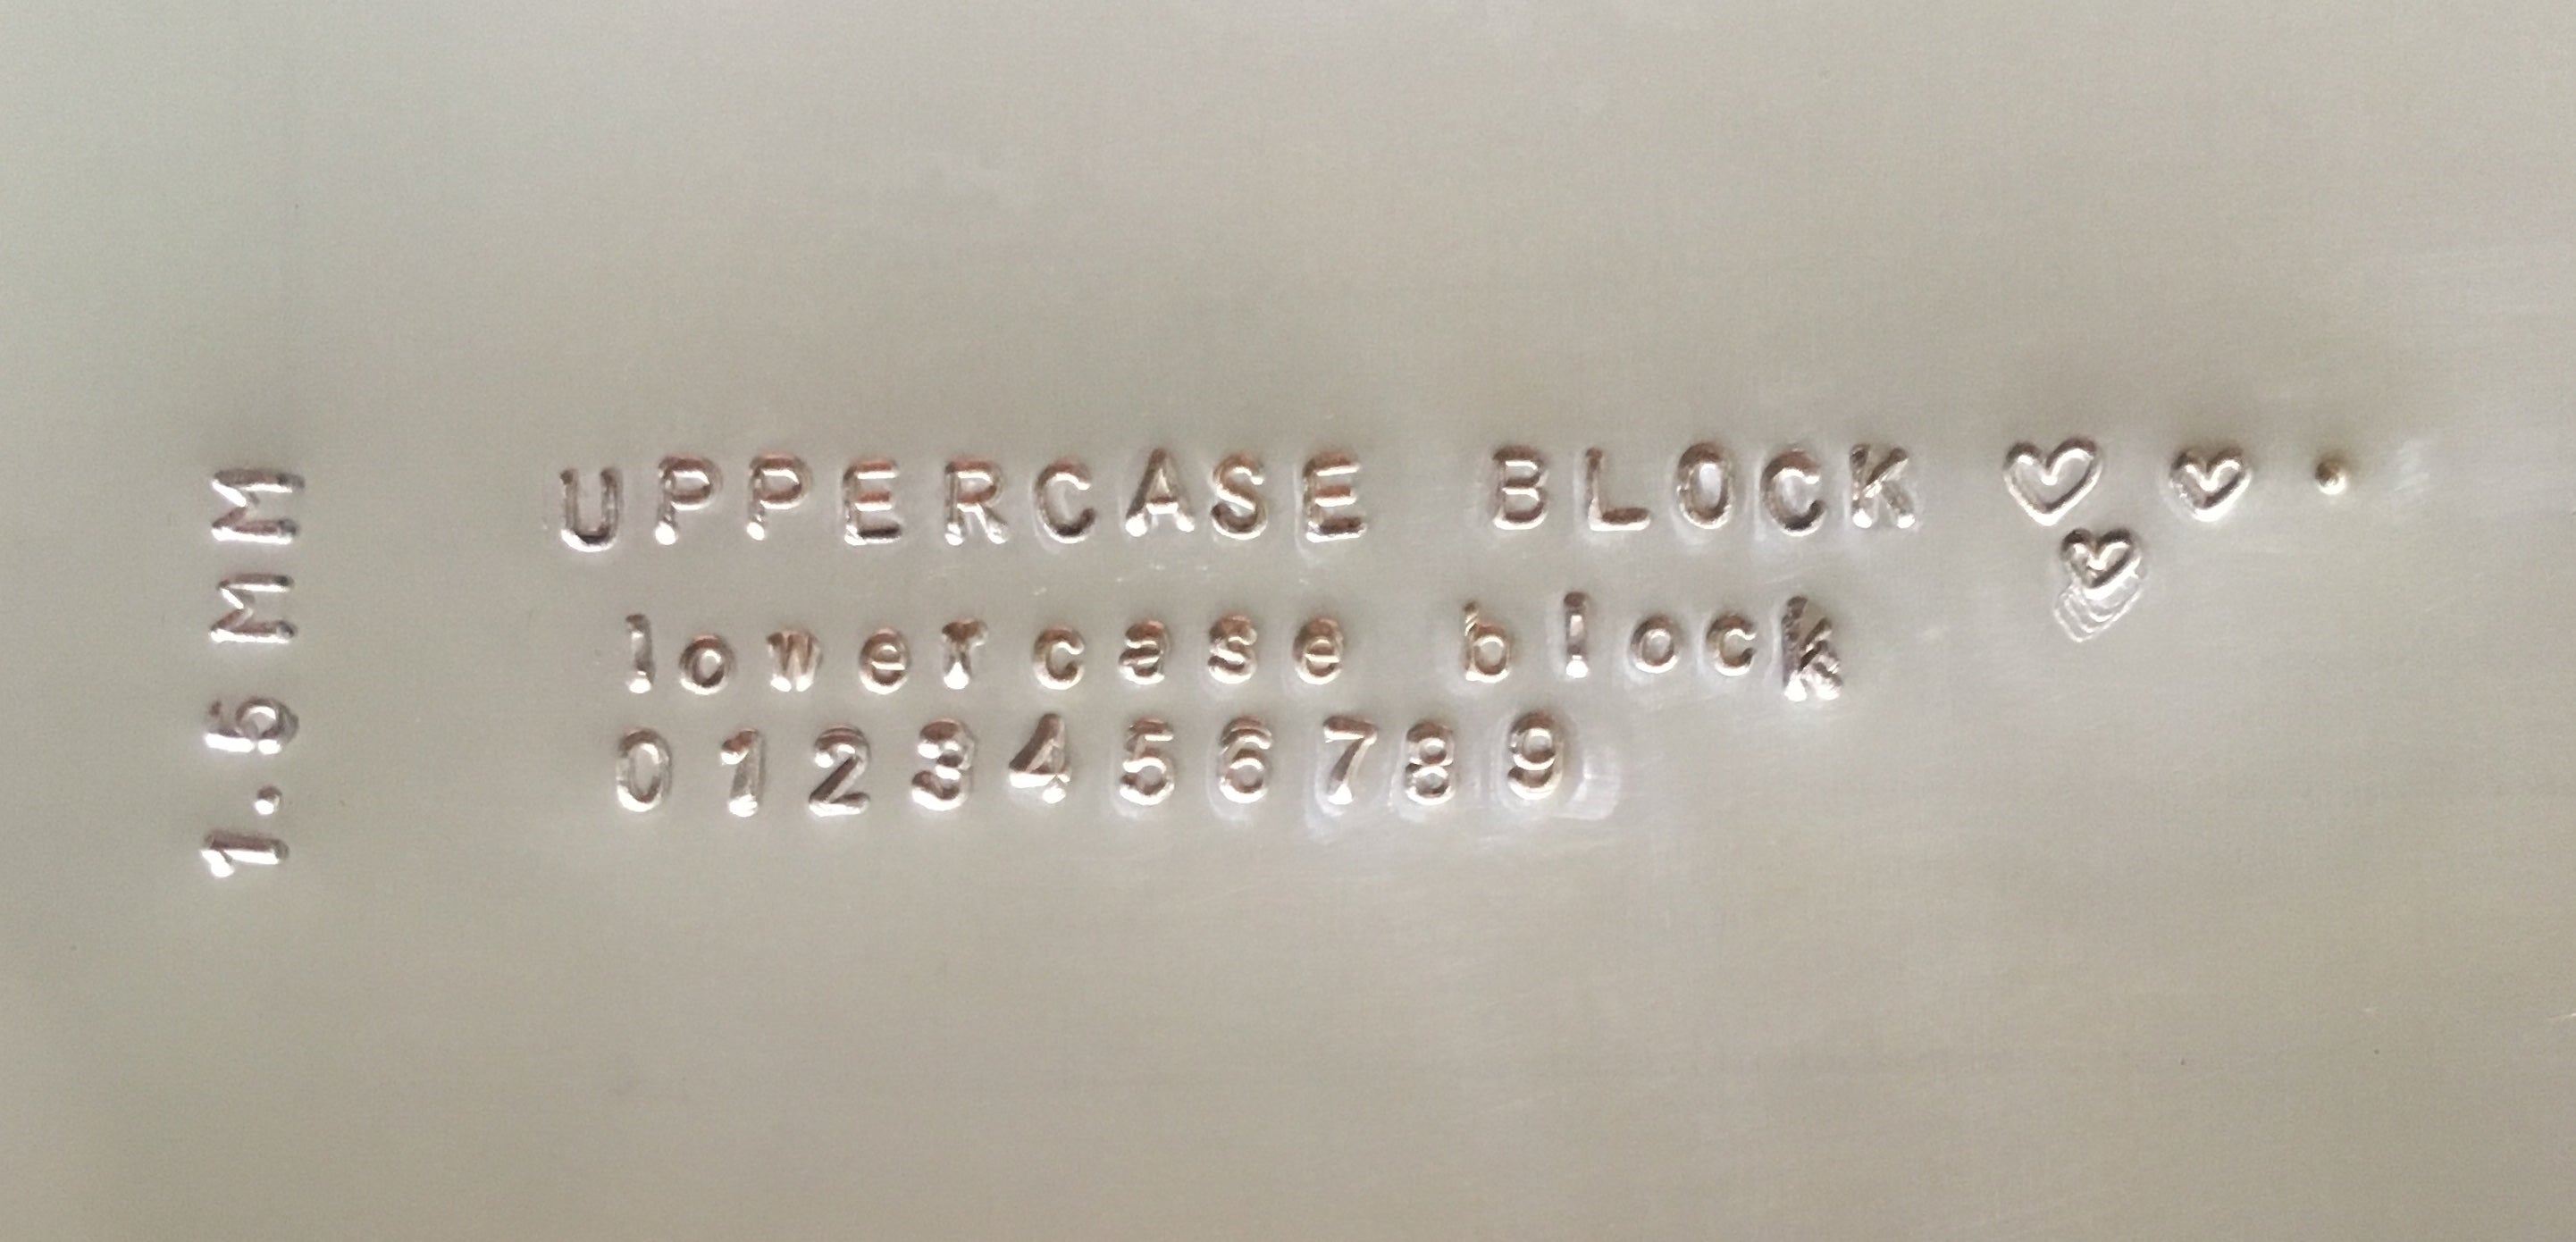 1.5 MM
UPPERCASE BLOCK ♡ ♡ .
♡
lowercase block
0123456789